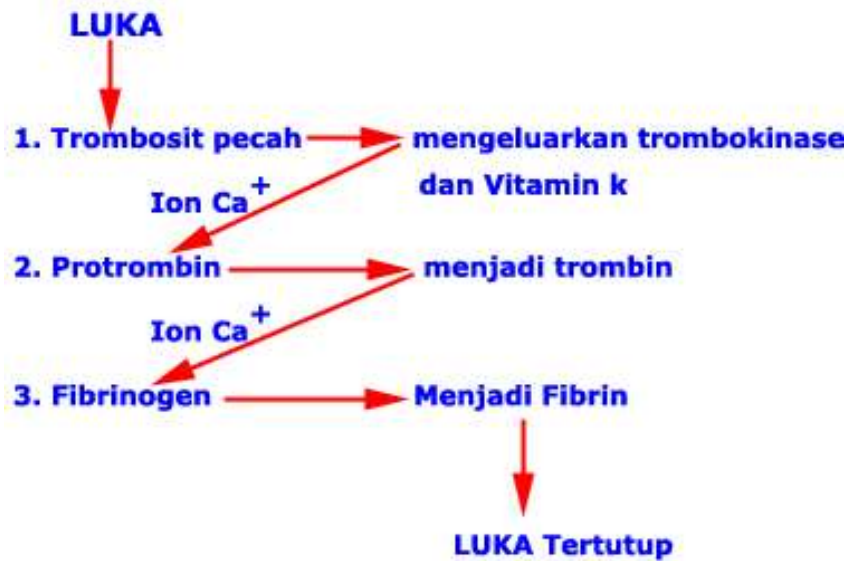 LUKA
1. Trombosit pecah mengeluarkan trombokinase
dan Vitamin k
Ion Ca+
2. Protrombin menjadi trombin
Ion Ca+
3. Fibrinogen Menjadi Fibrin
LUKA Tertutup